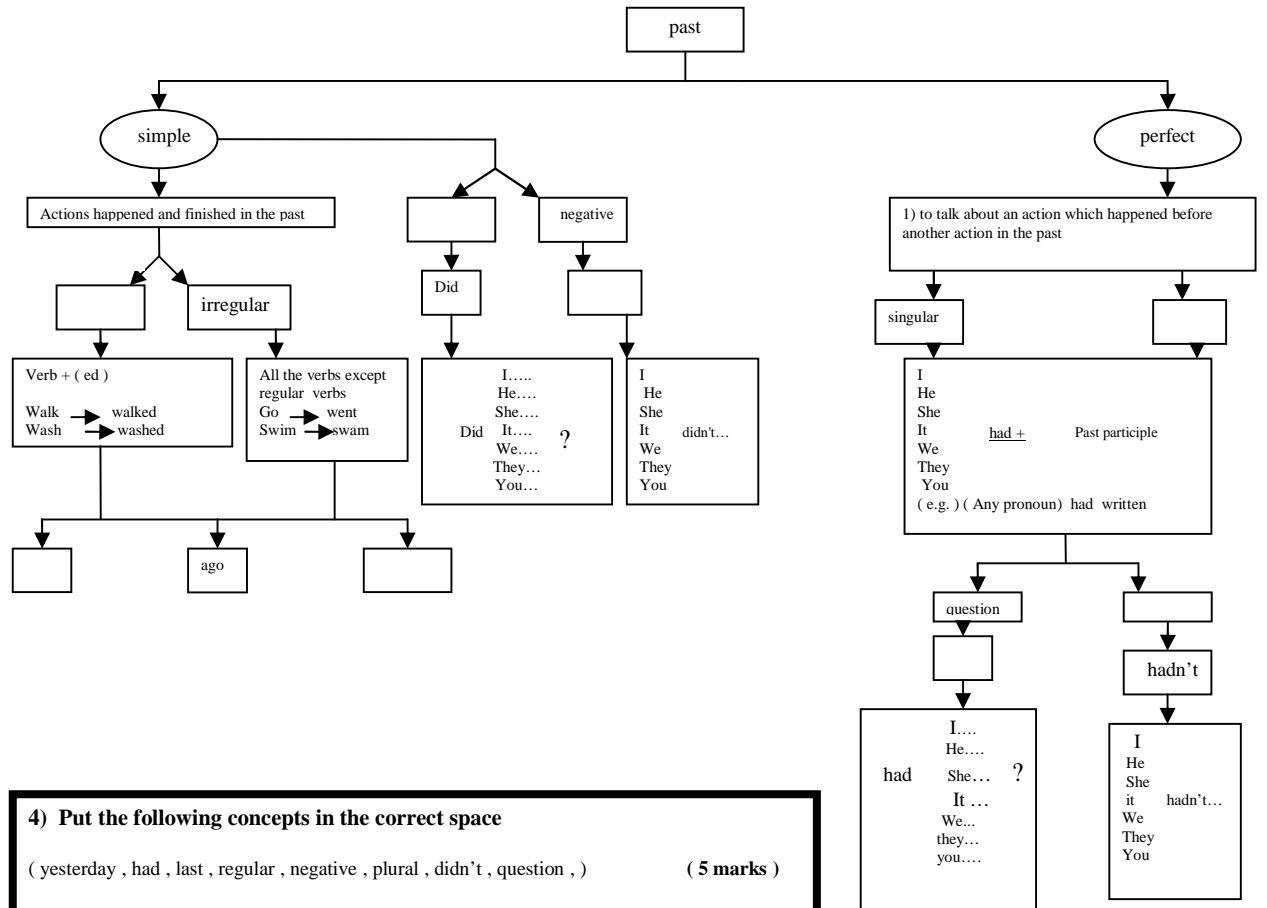 past
simple
perfect
Actions happened and finished in the past
negative
1) to talk about an action which happened before
another action in the past
Did
irregular
singular
Verb + ( ed )
Walk walked
Wash washed
All the verbs except
regular verbs
Go went
Swim swam
I…..
He….
She….
Did It…. ?
We….
They…
You…
I
He
She
It didn't…
We
They
You
I
He
She
It had + Past participle
We
They
You
( e.g. ) ( Any pronoun) had written
ago
question
hadn't
I….
He….
had She… ?
It …
We...
they…
you….
I
He
She
it hadn't…
We
They
You
4) Put the following concepts in the correct space
( yesterday , had , last , regular , negative , plural , didn't , question , ) ( 5 marks )